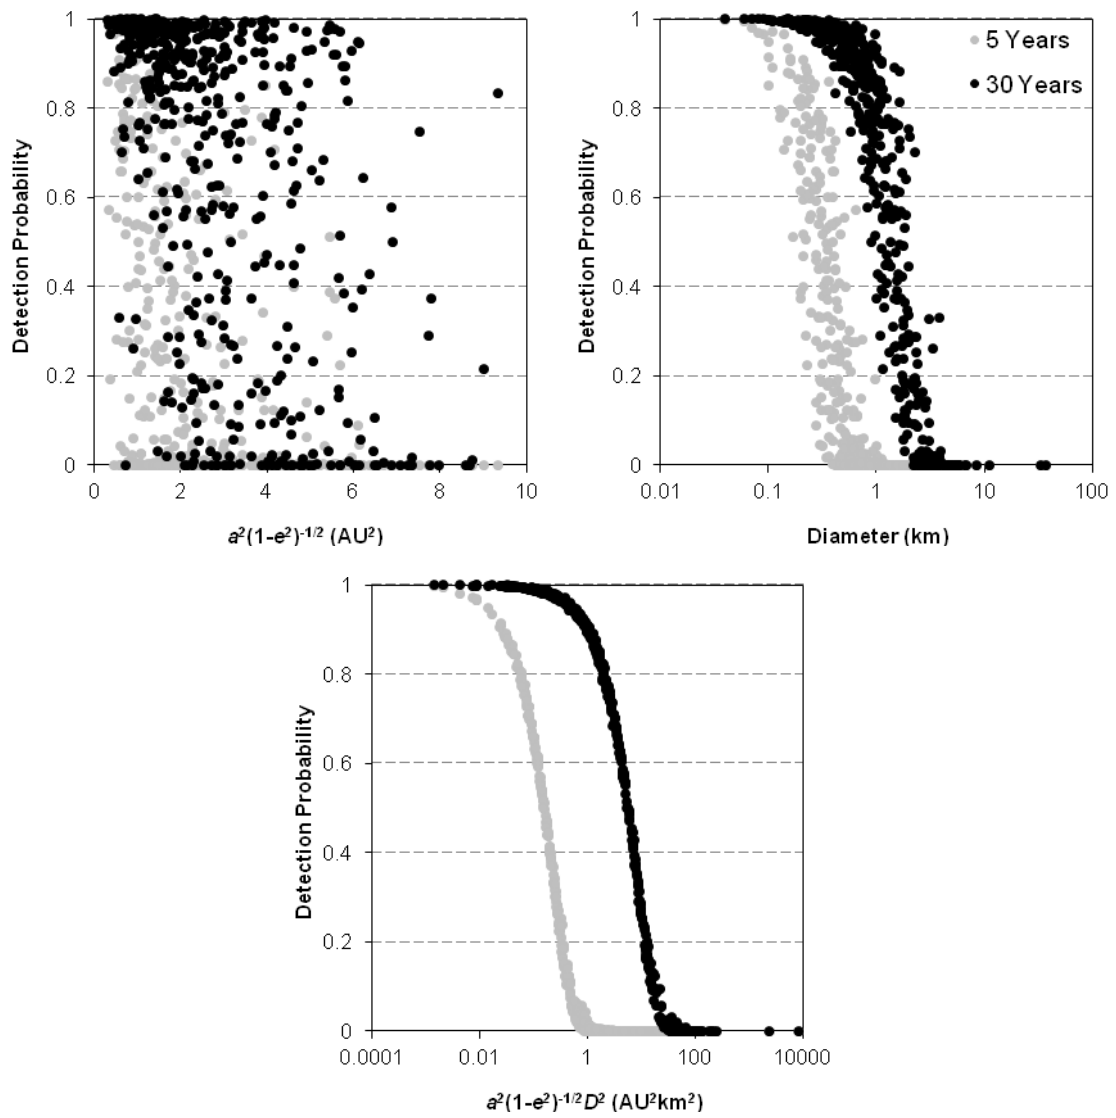 Detection Probability
1
0.8
0.6
0.4
0.2
0
0 2 4 6 8 10
a²(1-e²)⁻¹/² (AU²)
Detection Probability
1
0.8
0.6
0.4
0.2
0
5 Years
30 Years
0.01 0.1 1 10 100
Diameter (km)
Detection Probability
1
0.8
0.6
0.4
0.2
0
0.0001 0.01 1 100 10000
a²(1-e²)⁻¹/²D² (AU²km²)